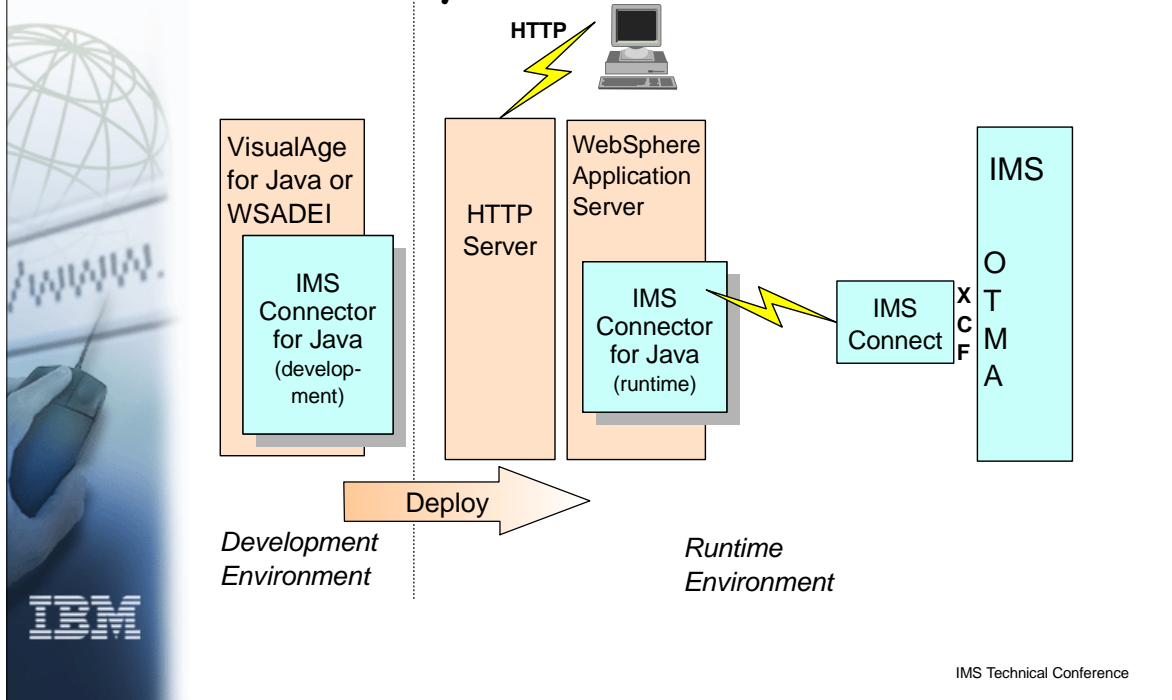 HTTP
VisualAge
for Java or
WSADEI
IMS
Connector
for Java
(develop-
ment)
HTTP
Server
WebSphere
Application
Server
IMS
Connector
for Java
(runtime)
IMS
Connect
X
C
F
IMS
O
T
M
A
Deploy
Development
Environment
Runtime
Environment
IBM
IMS Technical Conference